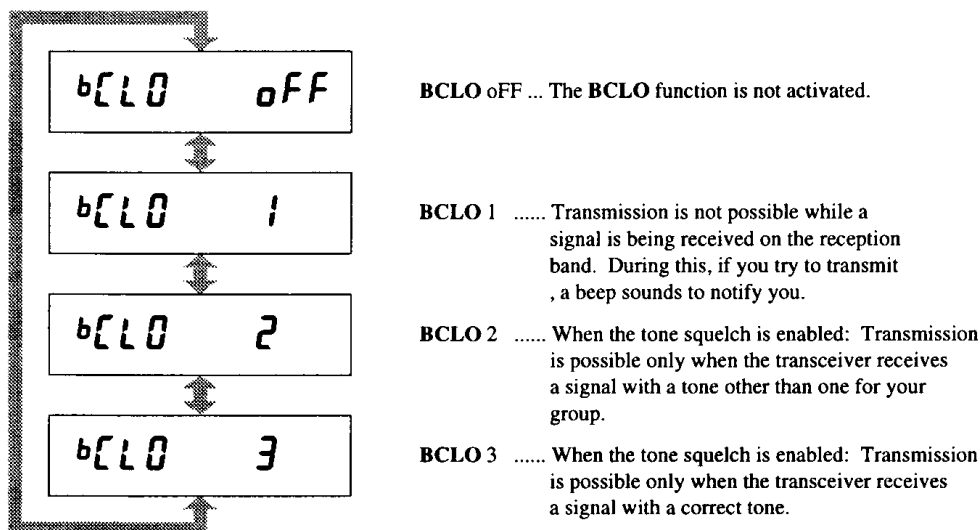 bCLO oFF
BCLO oFF ... The BCLO function is not activated.
bCLO 1
BCLO 1 ...... Transmission is not possible while a
signal is being received on the reception
band. During this, if you try to transmit
, a beep sounds to notify you.
bCLO 2
BCLO 2 ...... When the tone squelch is enabled: Transmission
is possible only when the transceiver receives
a signal with a tone other than one for your
group.
bCLO 3
BCLO 3 ...... When the tone squelch is enabled: Transmission
is possible only when the transceiver receives
a signal with a correct tone.